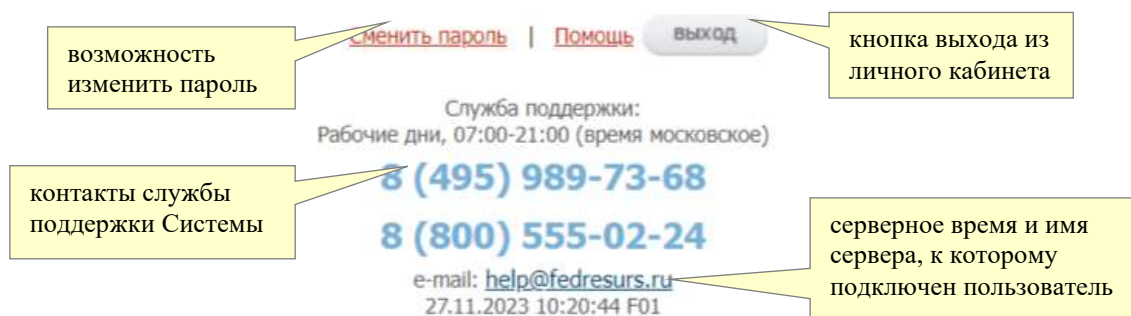 возможность
изменить пароль
Сменить пароль | Помощь выход
кнопка выхода из
личного кабинета
Служба поддержки:
Рабочие дни, 07:00-21:00 (время московское)
контакты службы
поддержки Системы
8 (495) 989-73-68
8 (800) 555-02-24
e-mail: help@fedresurs.ru
27.11.2023 10:20:44 F01
серверное время и имя
сервера, к которому
подключен пользователь